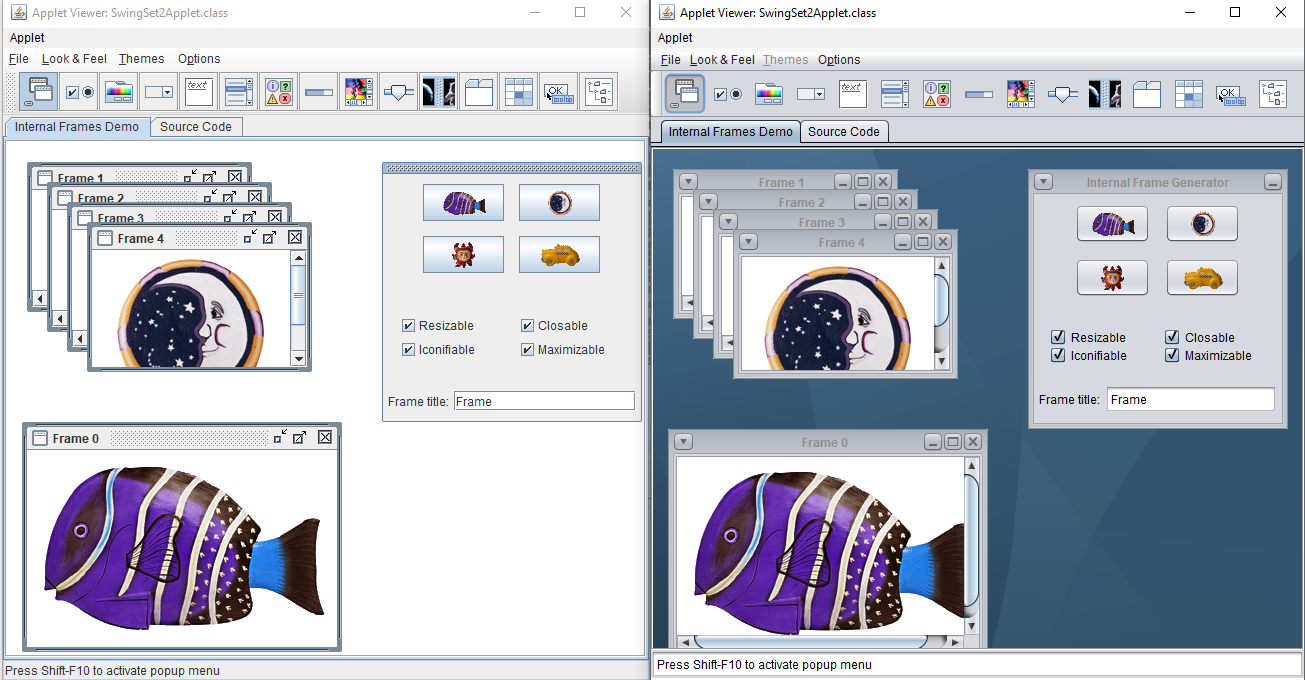 Applet Viewer: SwingSet2Applet.class
Applet
File Look & Feel Themes Options
text
OK
tooltip
Internal Frames Demo Source Code
Frame 1
Frame 2
Frame 3
Frame 4
Resizable Closable
Iconifiable Maximizable
Frame title: Frame
Frame 0
Press Shift-F10 to activate popup menu
Applet Viewer: SwingSet2Applet.class
Applet
File Look & Feel Themes Options
text
OK
tooltip
Internal Frames Demo Source Code
Frame 1
Frame 2
Frame 3
Frame 4
Internal Frame Generator
Resizable Closable
Iconifiable Maximizable
Frame title: Frame
Frame 0
Press Shift-F10 to activate popup menu